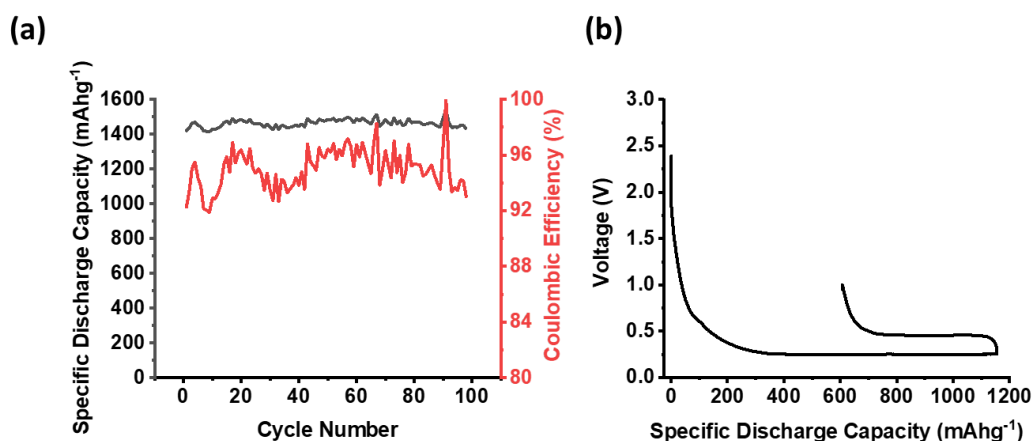 (a)
Specific Discharge Capacity (mAhg⁻¹)
1600
1400
1200
1000
800
600
400
200
0
0 20 40 60 80 100
Cycle Number
100
96
92
88
84
80
Coulombic Efficiency (%)
(b)
Voltage (V)
3.0
2.5
2.0
1.5
1.0
0.5
0.0
0 200 400 600 800 1000 1200
Specific Discharge Capacity (mAhg⁻¹)